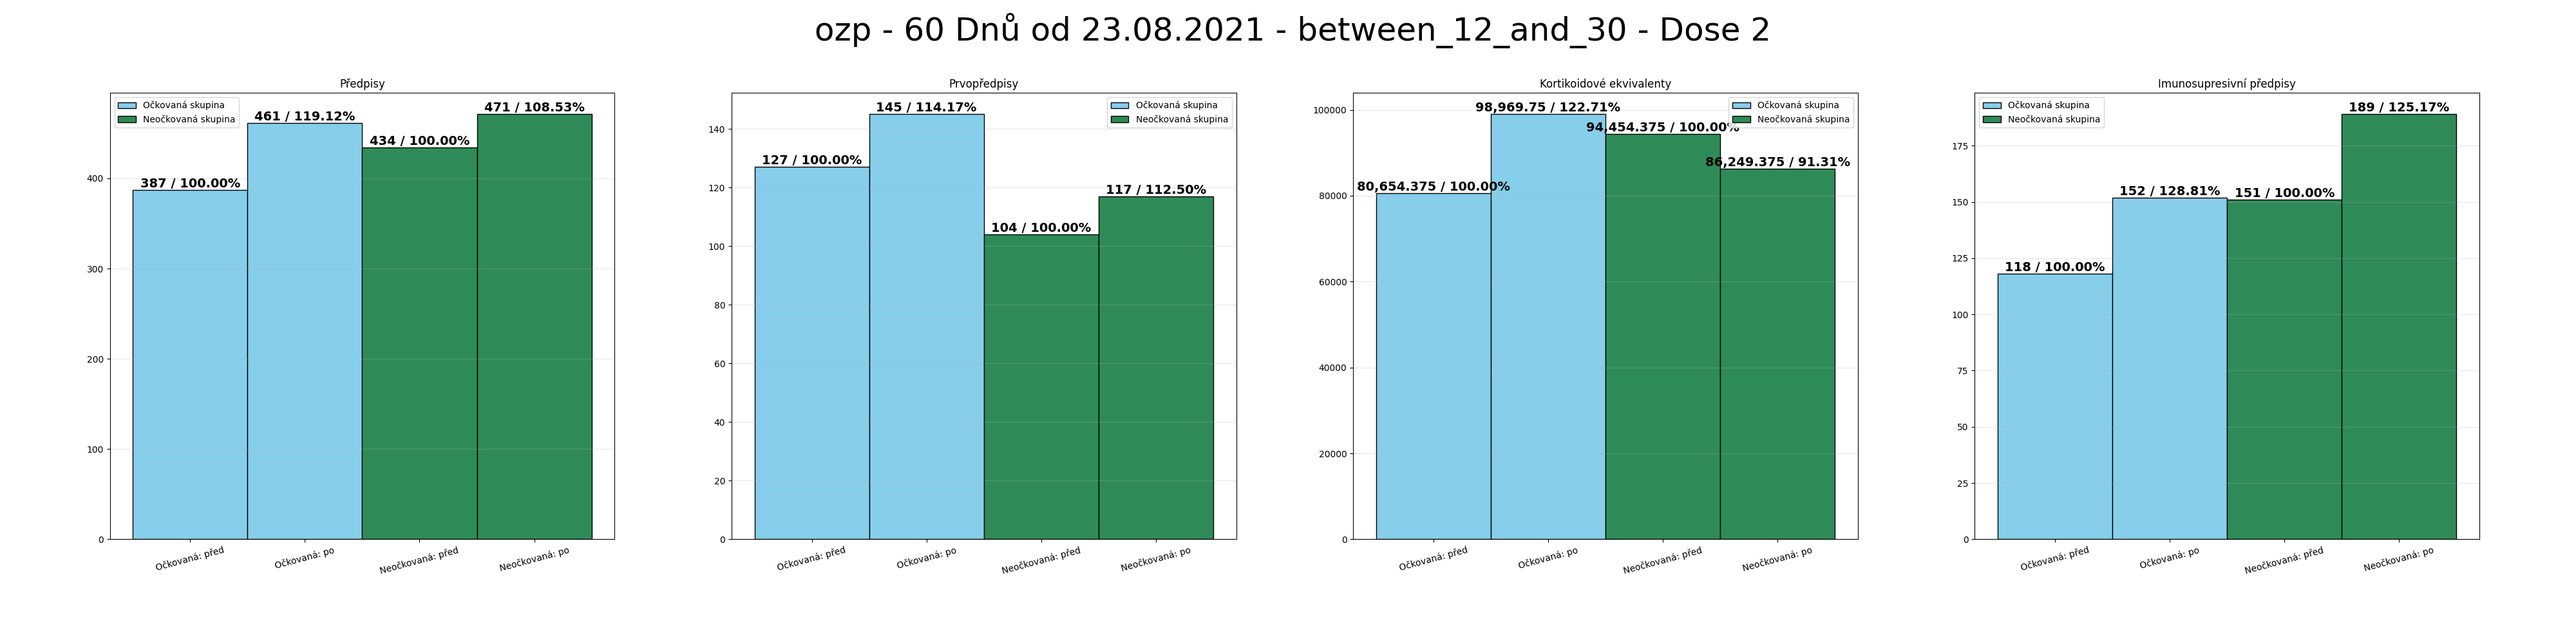 ozp - 60 Dnů od 23.08.2021 - between_12_and_30 - Dose 2
Předpisy
Očkovaná skupina
Neočkovaná skupina
387 / 100.00%
461 / 119.12%
434 / 100.00%
471 / 108.53%
400
300
200
100
0
Očkovaná: před
Očkovaná: po
Neočkovaná: před
Neočkovaná: po
Prvopředpisy
Očkovaná skupina
Neočkovaná skupina
127 / 100.00%
145 / 114.17%
104 / 100.00%
117 / 112.50%
140
120
100
80
60
40
20
0
Očkovaná: před
Očkovaná: po
Neočkovaná: před
Neočkovaná: po
Kortikoidové ekvivalenty
Očkovaná skupina
Neočkovaná skupina
80,654.375 / 100.00%
98,969.75 / 122.71%
94,454.375 / 100.00%
86,249.375 / 91.31%
100000
80000
60000
40000
20000
0
Očkovaná: před
Očkovaná: po
Neočkovaná: před
Neočkovaná: po
Imunosupresivní předpisy
Očkovaná skupina
Neočkovaná skupina
118 / 100.00%
152 / 128.81%
151 / 100.00%
189 / 125.17%
175
150
125
100
75
50
25
0
Očkovaná: před
Očkovaná: po
Neočkovaná: před
Neočkovaná: po